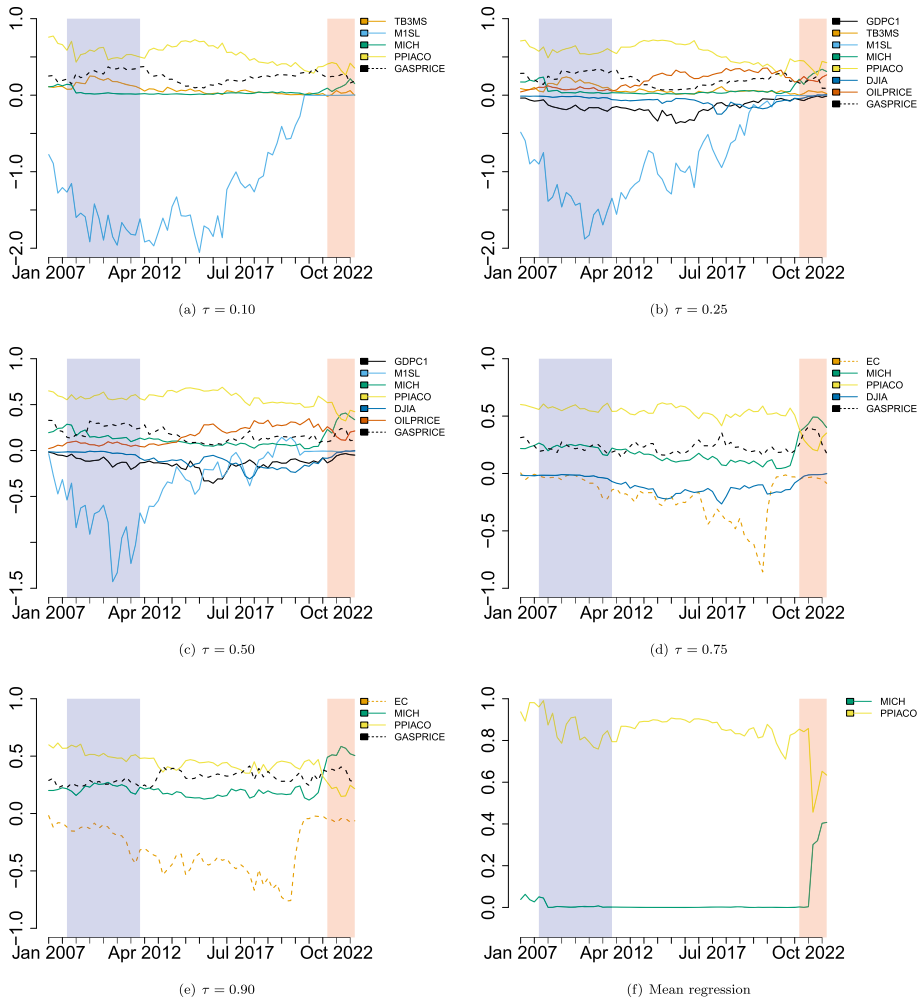 1.0
0.0
−1.0
−2.0
Jan 2007 Apr 2012 Jul 2017 Oct 2022
TB3MS
M1SL
MICH
PPIACO
GASPRICE
(a) τ = 0.10
1.0
0.0
−1.0
−2.0
Jan 2007 Apr 2012 Jul 2017 Oct 2022
GDPC1
TB3MS
M1SL
MICH
PPIACO
DJIA
OILPRICE
GASPRICE
(b) τ = 0.25
1.0
0.5
0.0
−0.5
−1.5
Jan 2007 Apr 2012 Jul 2017 Oct 2022
GDPC1
M1SL
MICH
PPIACO
DJIA
OILPRICE
GASPRICE
(c) τ = 0.50
1.0
0.5
0.0
−0.5
−1.0
Jan 2007 Apr 2012 Jul 2017 Oct 2022
EC
MICH
PPIACO
DJIA
GASPRICE
(d) τ = 0.75
1.0
0.5
0.0
−0.5
−1.0
Jan 2007 Apr 2012 Jul 2017 Oct 2022
EC
MICH
PPIACO
GASPRICE
(e) τ = 0.90
1.0
0.8
0.4
0.2
0.0
Jan 2007 Apr 2012 Jul 2017 Oct 2022
MICH
PPIACO
(f) Mean regression